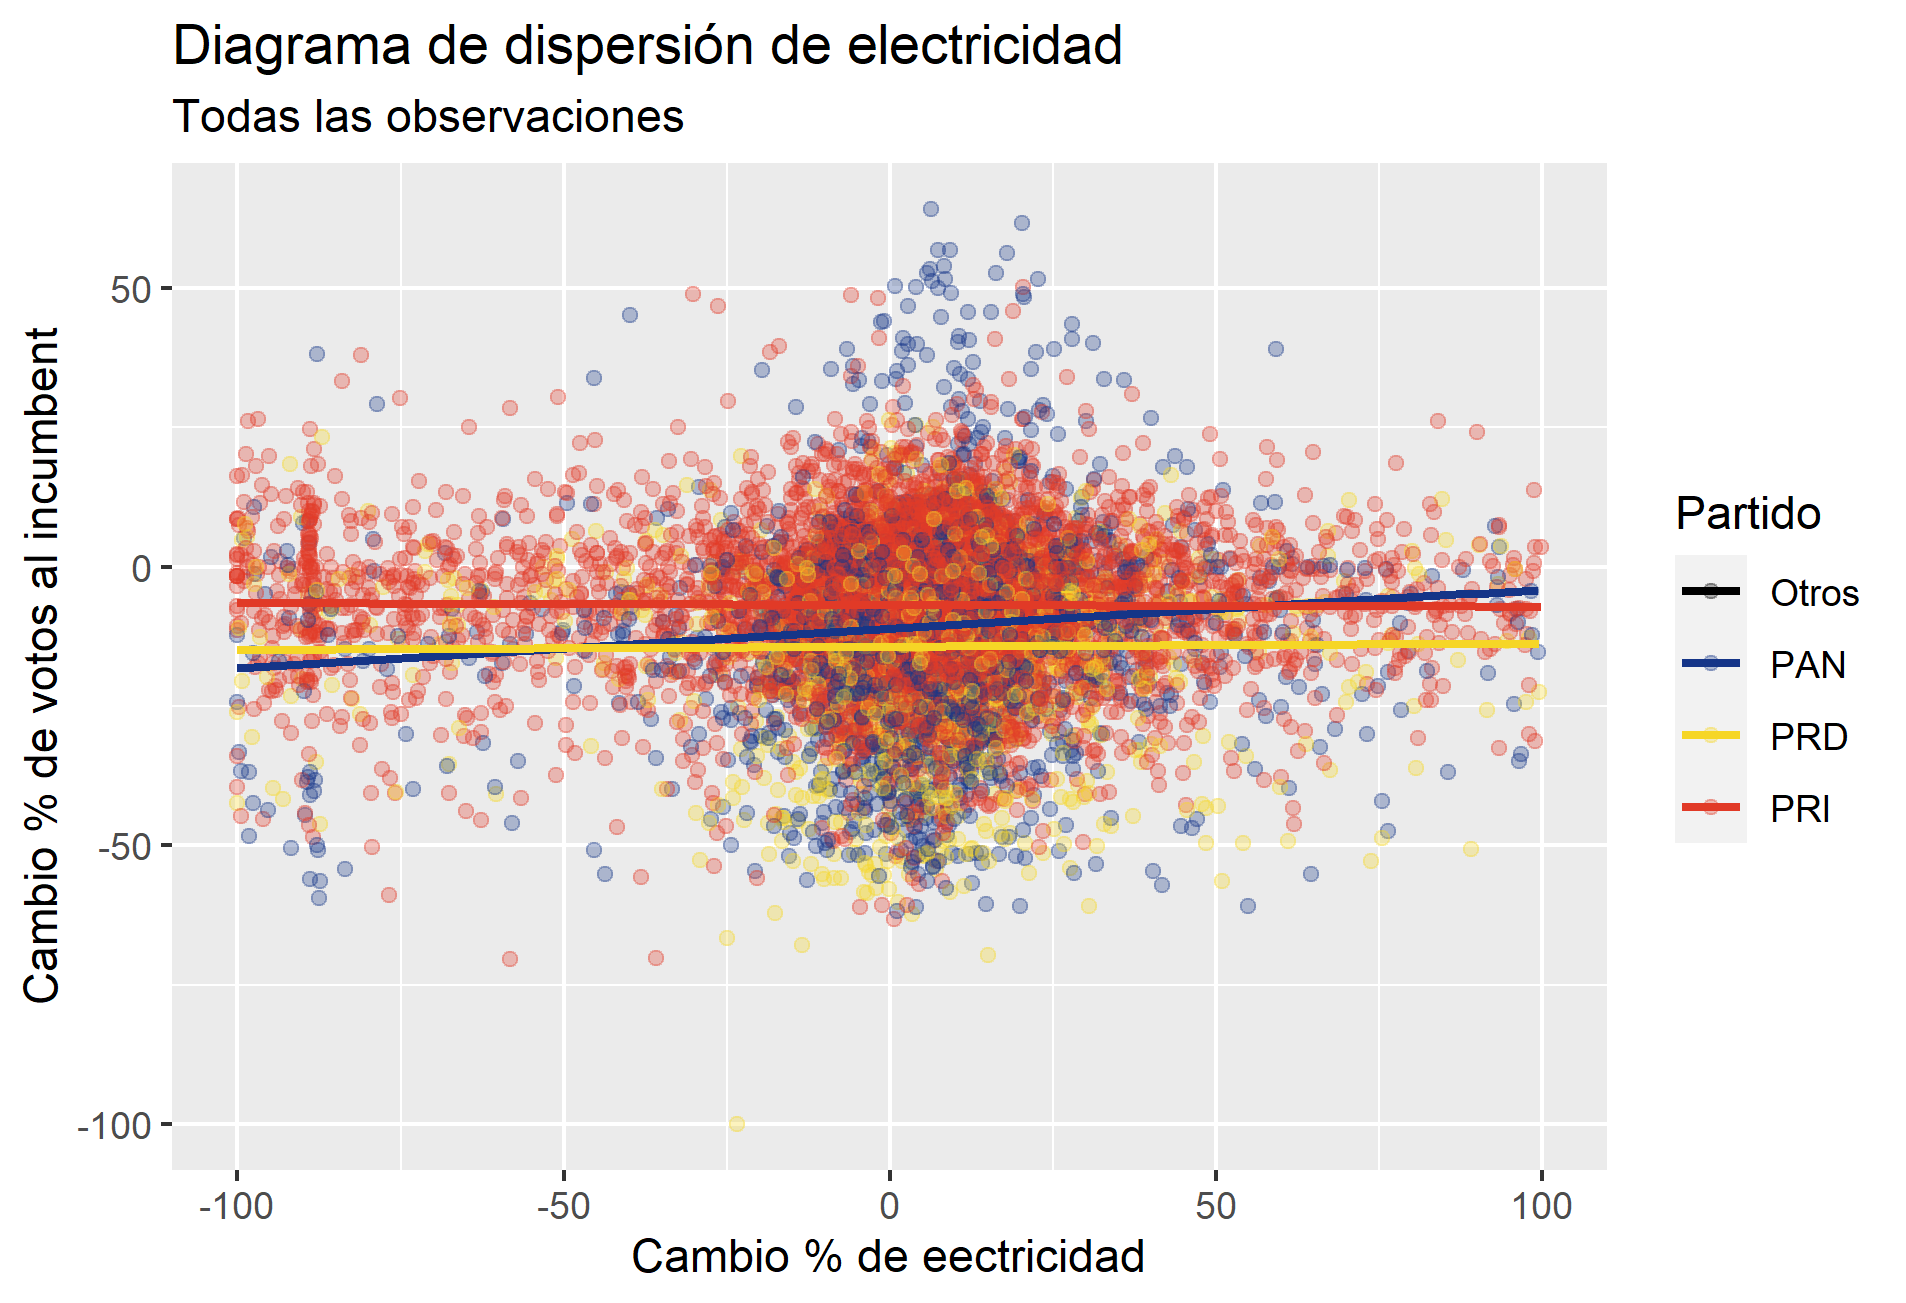 Diagrama de dispersión de electricidad
Todas las observaciones
Cambio % de votos al incumbent
50
0
-50
-100
-100
-50
0
50
100
Cambio % de eectricidad
Partido
Otros
PAN
PRD
PRI